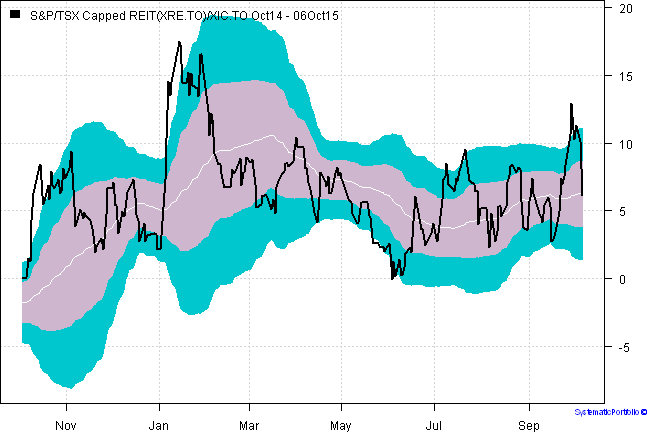 S&P/TSX Capped REIT(XRE.TO)/XIC.TO Oct14 - 06Oct15
20
15
10
5
0
-5
Nov Jan Mar May Jul Sep
SystematicPortfolio ©